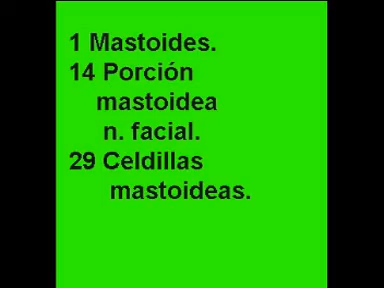 1 Mastoides.
14 Porción
mastoidea
n. facial.
29 Celdillas
mastoideas.